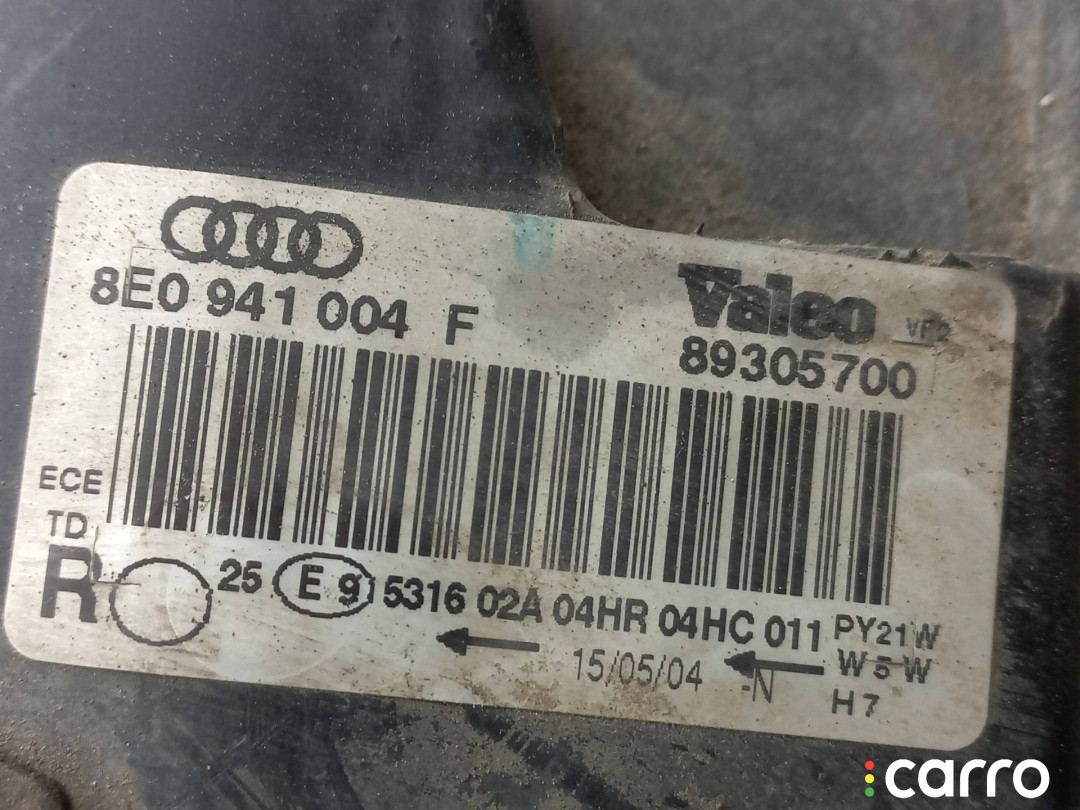 8E0 941 004 F
Valeo
89305700
ECE
TD
R
25 E 9 5316 02A 04HR 04HC 011 PY21W
W5W
H7
15/05/04 -N
carro